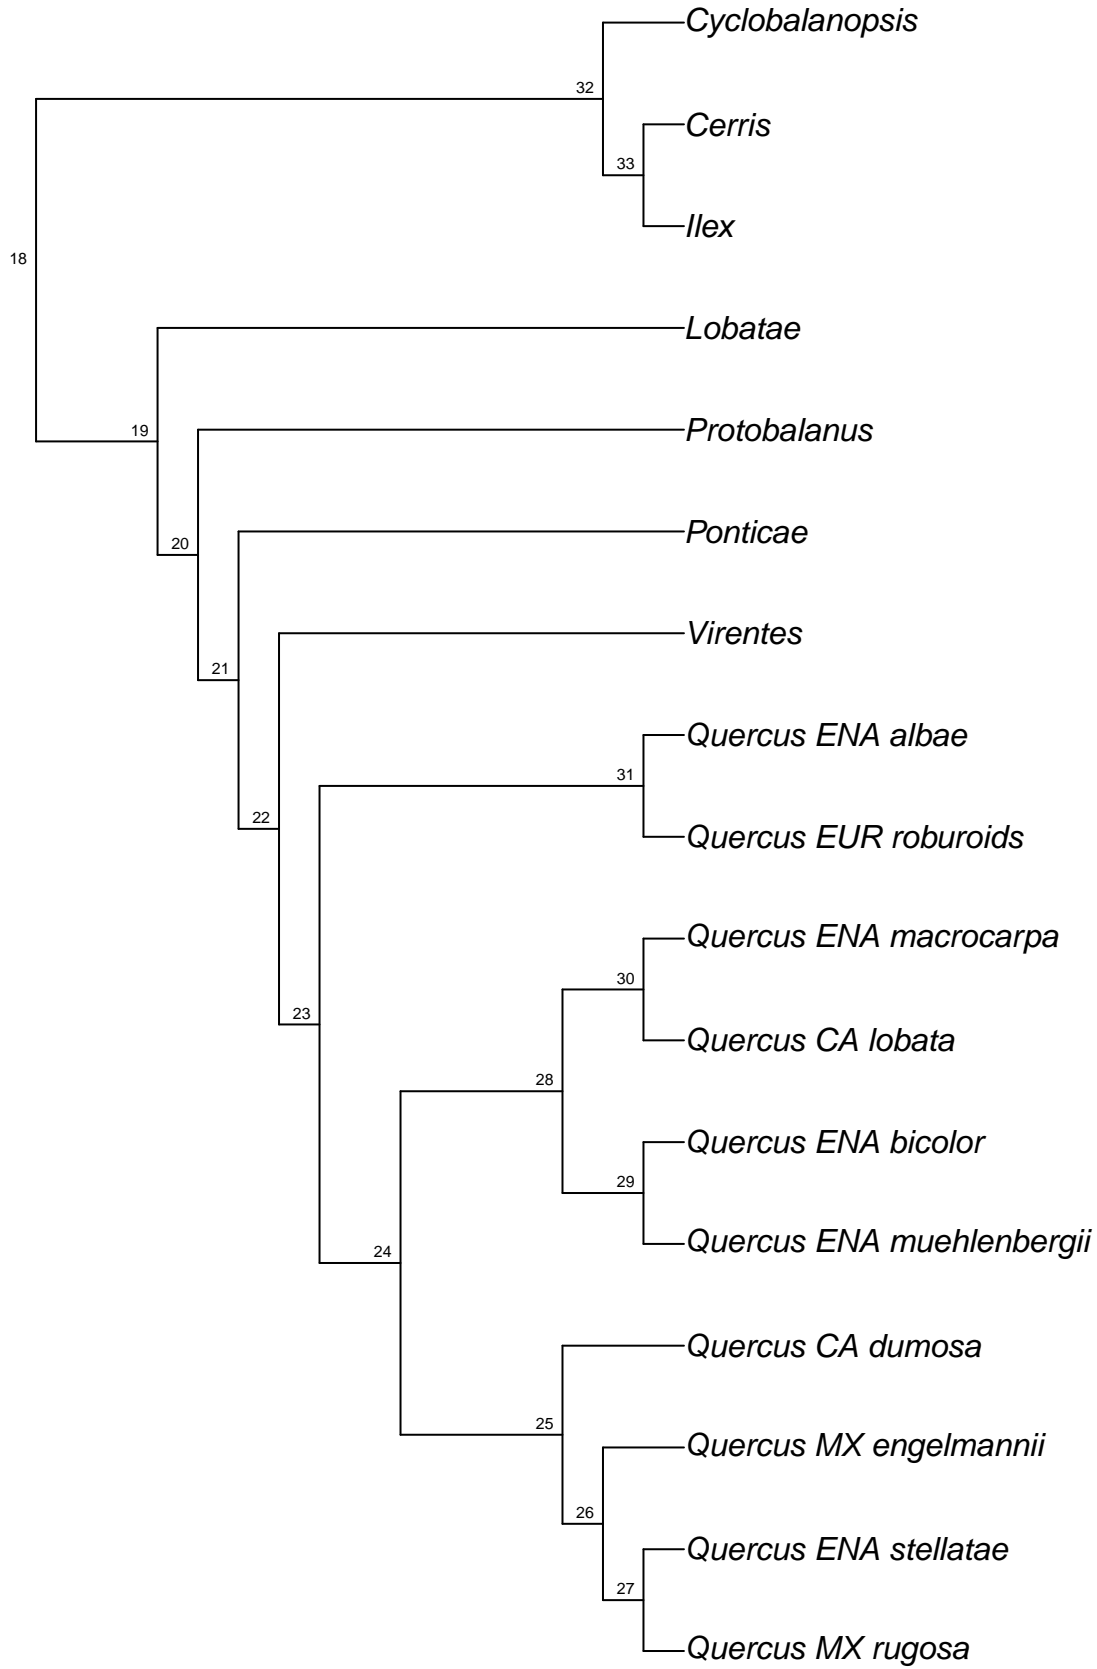 Cyclobalanopsis
32
Cerris
33
Ilex
18
Lobatae
19
Protobalanus
20
Ponticae
21
Virentes
22
Quercus ENA albae
31
Quercus EUR roburoids
Quercus ENA macrocarpa
30
23
Quercus CA lobata
28
Quercus ENA bicolor
29
Quercus ENA muehlenbergii
24
Quercus CA dumosa
25
Quercus MX engelmannii
26
Quercus ENA stellatae
27
Quercus MX rugosa